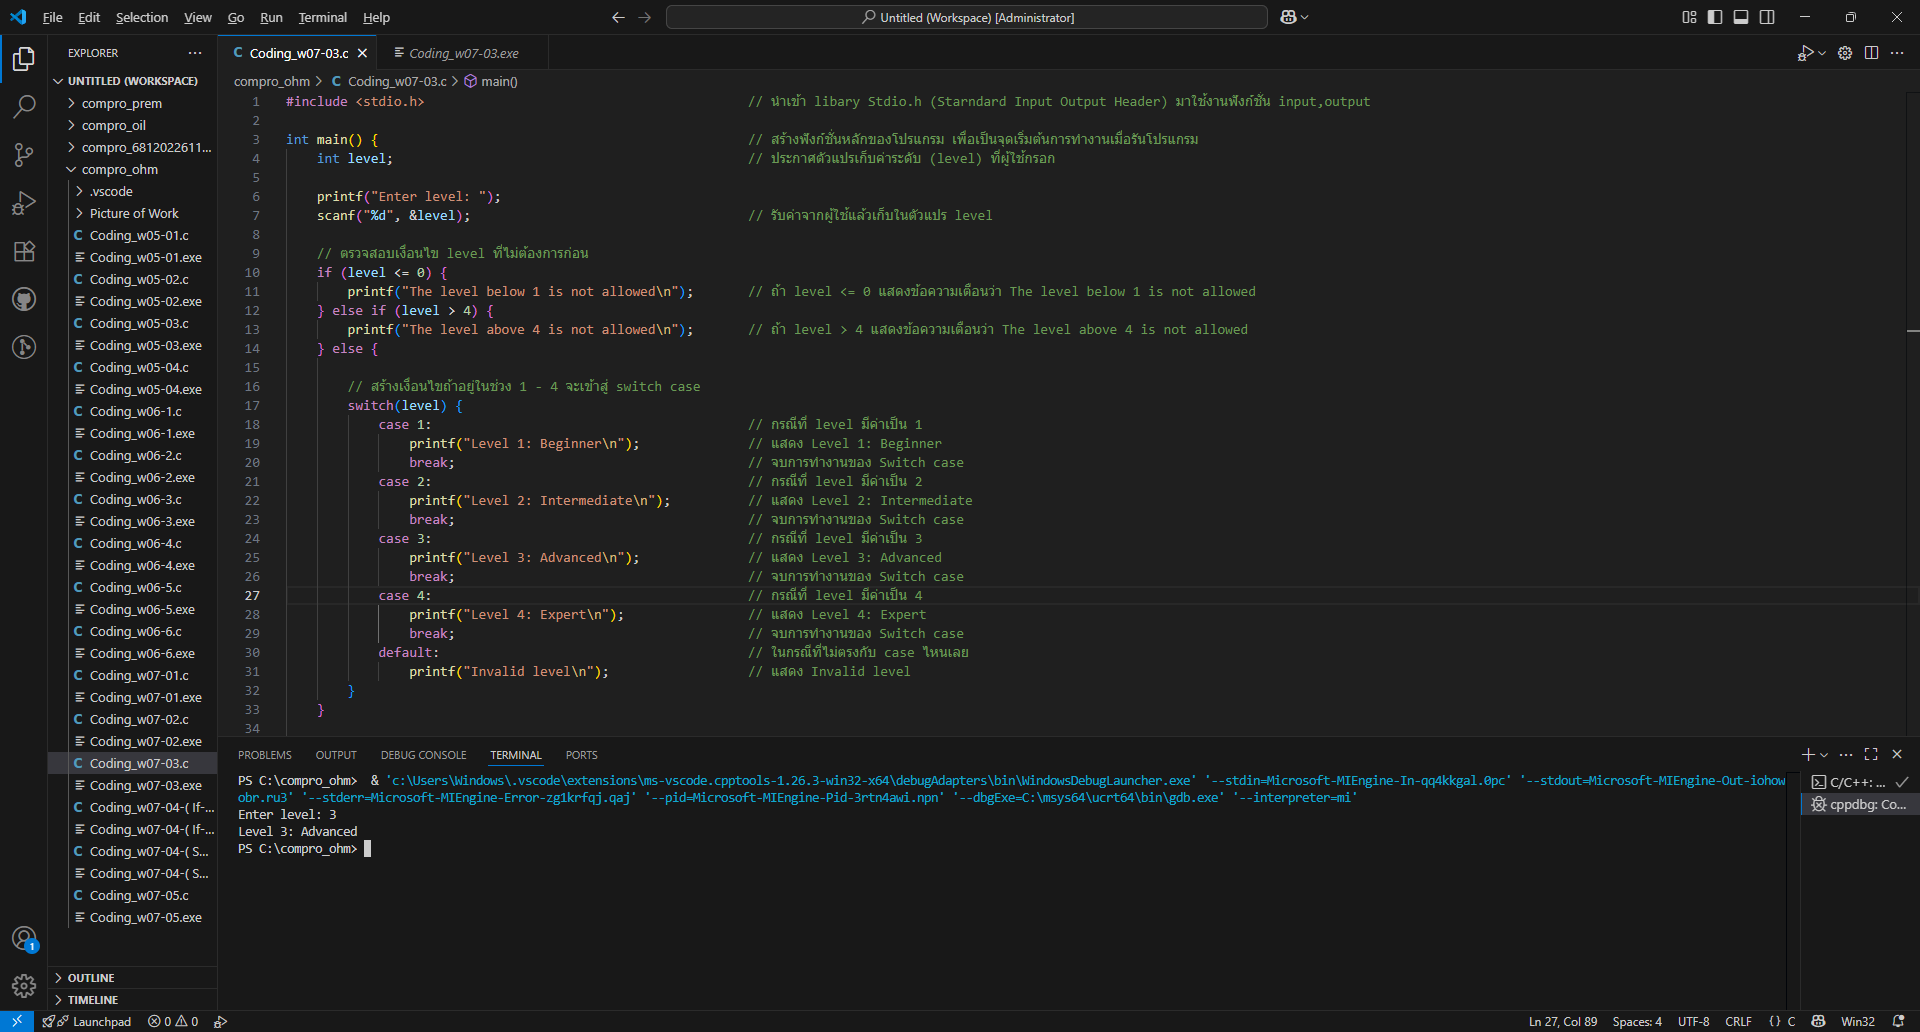 File Edit Selection View Go Run Terminal Help
Untitled (Workspace) [Administrator]
EXPLORER
UNTITLED (WORKSPACE)
compro_prem
compro_oil
compro_6812022611...
compro_ohm
.vscode
Picture of Work
Coding_w05-01.c
Coding_w05-01.exe
Coding_w05-02.c
Coding_w05-02.exe
Coding_w05-03.c
Coding_w05-03.exe
Coding_w05-04.c
Coding_w05-04.exe
Coding_w06-1.c
Coding_w06-1.exe
Coding_w06-2.c
Coding_w06-2.exe
Coding_w06-3.c
Coding_w06-3.exe
Coding_w06-4.c
Coding_w06-4.exe
Coding_w06-5.c
Coding_w06-5.exe
Coding_w06-6.c
Coding_w06-6.exe
Coding_w07-01.c
Coding_w07-01.exe
Coding_w07-02.c
Coding_w07-02.exe
Coding_w07-03.c
Coding_w07-03.exe
Coding_w07-04-( If-...
Coding_w07-04-( If-...
Coding_w07-04-( S...
Coding_w07-04-( S...
Coding_w07-05.c
Coding_w07-05.exe
OUTLINE
TIMELINE
Coding_w07-03.c Coding_w07-03.exe
compro_ohm > C Coding_w07-03.c > main()
1 #include <stdio.h> // นำเข้า libary Stdio.h (Starndard Input Output Header) มาใช้งานฟังก์ชั่น input,output
2
3 int main() { // สร้างฟังก์ชั่นหลักของโปรแกรม เพื่อเป็นจุดเริ่มต้นการทำงานเมื่อรันโปรแกรม
4 int level; // ประกาศตัวแปรเก็บค่าระดับ (level) ที่ผู้ใช้กรอก
5
6 printf("Enter level: ");
7 scanf("%d", &level); // รับค่าจากผู้ใช้แล้วเก็บในตัวแปร level
8
9 // ตรวจสอบเงื่อนไข level ที่ไม่ต้องการก่อน
10 if (level <= 0) {
11 printf("The level below 1 is not allowed\n"); // ถ้า level <= 0 แสดงข้อความเตือนว่า The level below 1 is not allowed
12 } else if (level > 4) {
13 printf("The level above 4 is not allowed\n"); // ถ้า level > 4 แสดงข้อความเตือนว่า The level above 4 is not allowed
14 } else {
15
16 // สร้างเงื่อนไขถ้าอยู่ในช่วง 1 - 4 จะเข้าสู่ switch case
17 switch(level) {
18 case 1: // กรณีที่ level มีค่าเป็น 1
19 printf("Level 1: Beginner\n"); // แสดง Level 1: Beginner
20 break; // จบการทำงานของ Switch case
21 case 2: // กรณีที่ level มีค่าเป็น 2
22 printf("Level 2: Intermediate\n"); // แสดง Level 2: Intermediate
23 break; // จบการทำงานของ Switch case
24 case 3: // กรณีที่ level มีค่าเป็น 3
25 printf("Level 3: Advanced\n"); // แสดง Level 3: Advanced
26 break; // จบการทำงานของ Switch case
27 case 4: // กรณีที่ level มีค่าเป็น 4
28 printf("Level 4: Expert\n"); // แสดง Level 4: Expert
29 break; // จบการทำงานของ Switch case
30 default: // ในกรณีที่ไม่ตรงกับ case ไหนเลย
31 printf("Invalid level\n"); // แสดง Invalid level
32 }
33 }
34
PROBLEMS OUTPUT DEBUG CONSOLE TERMINAL PORTS
PS C:\compro_ohm> & 'c:\Users\Windows\.vscode\extensions\ms-vscode.cpptools-1.26.3-win32-x64\debugAdapters\bin\WindowsDebugLauncher.exe' '--stdin=Microsoft-MIEngine-In-qq4kkgal.0pc' '--stdout=Microsoft-MIEngine-Out-iohow
obr.ru3' '--stderr=Microsoft-MIEngine-Error-zg1krfqj.qaj' '--pid=Microsoft-MIEngine-Pid-3rtn4awi.npn' '--dbgExe=C:\msys64\ucrt64\bin\gdb.exe' '--interpreter=mi'
Enter level: 3
Level 3: Advanced
PS C:\compro_ohm>
C/C++: ...
cppdbg: Co...
1
Launchpad 0 0 Ln 27, Col 89 Spaces: 4 UTF-8 CRLF {} C Win32